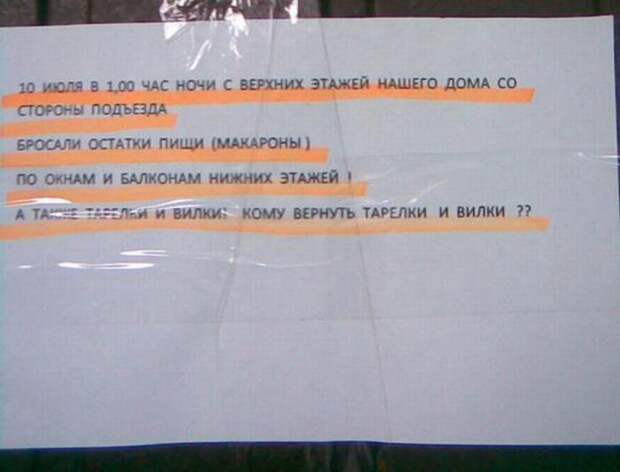 10 ИЮЛЯ В 1,00 ЧАС НОЧИ С ВЕРХНИХ ЭТАЖЕЙ НАШЕГО ДОМА СО
СТОРОНЫ ПОДЪЕЗДА
БРОСАЛИ ОСТАТКИ ПИЩИ (МАКАРОНЫ )
ПО ОКНАМ И БАЛКОНАМ НИЖНИХ ЭТАЖЕЙ !
А ТАКЖЕ ТАРЕЛКИ И ВИЛКИ! КОМУ ВЕРНУТЬ ТАРЕЛКИ И ВИЛКИ ??